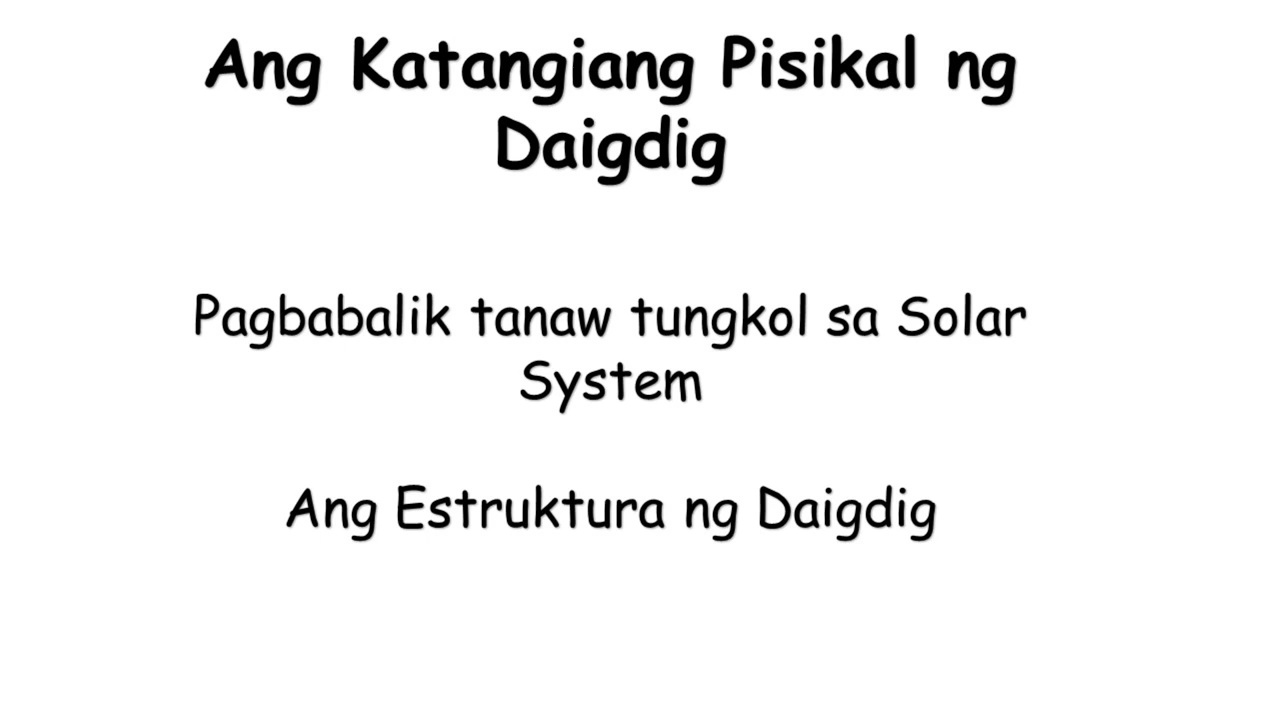 Ang Katangiang Pisikal ng
Daigdig
Pagbabalik tanaw tungkol sa Solar
System
Ang Estruktura ng Daigdig